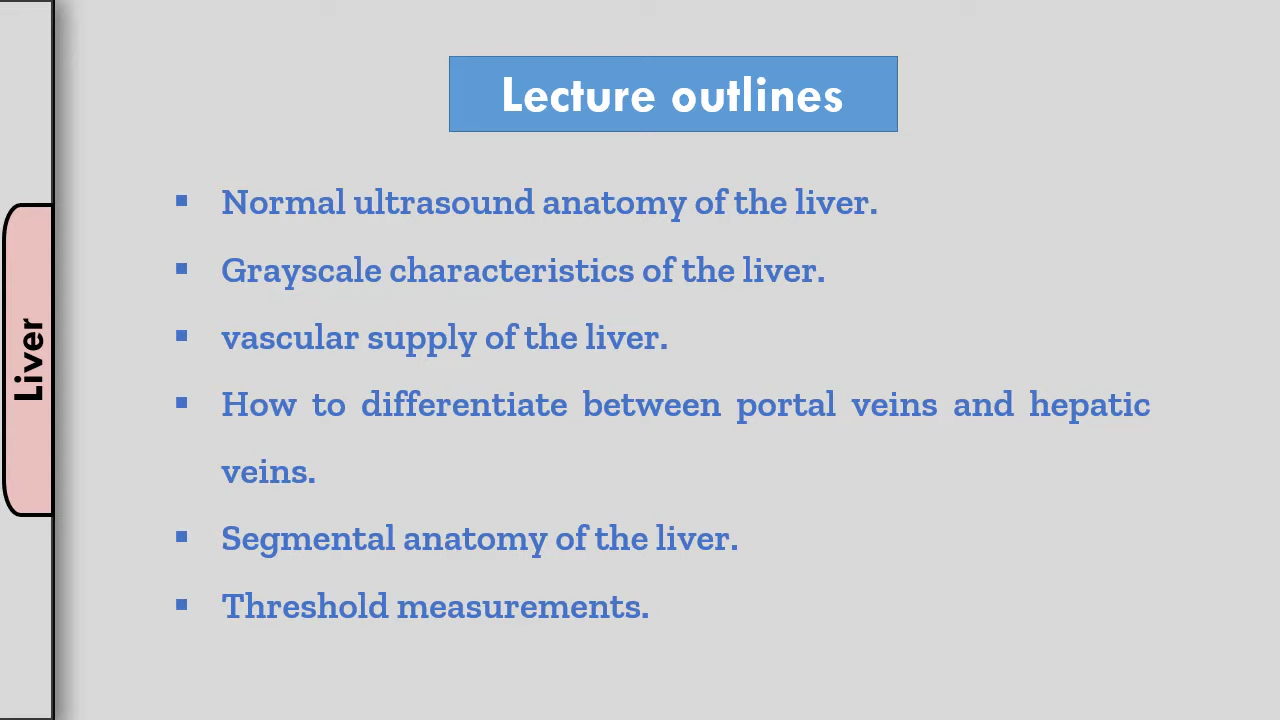 Lecture outlines
▪ Normal ultrasound anatomy of the liver.
▪ Grayscale characteristics of the liver.
▪ vascular supply of the liver.
▪ How to differentiate between portal veins and hepatic
veins.
▪ Segmental anatomy of the liver.
▪ Threshold measurements.
Liver